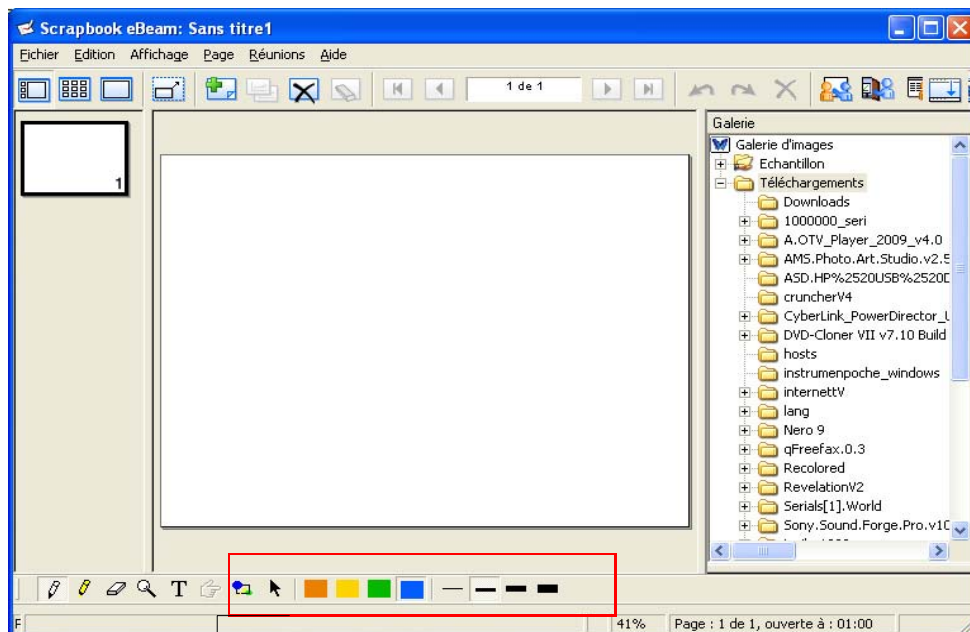 Scrapbook eBeam: Sans titre1
Fichier Edition Affichage Page Réunions Aide
1 de 1
1
Galerie
Galerie d'images
Echantillon
Téléchargements
Downloads
1000000_seri
A.OTV_Player_2009_v4.0
AMS.Photo.Art.Studio.v2.5
ASD.HP%2520USB%2520D
cruncherV4
CyberLink_PowerDirector_U
DVD-Cloner VII v7.10 Build
hosts
instrumenpoche_windows
internettV
lang
Nero 9
qFreefax.0.3
Recolored
RevelationV2
Serials[1].World
Sony.Sound.Forge.Pro.v10
T
F
41% Page : 1 de 1, ouverte à : 01:00